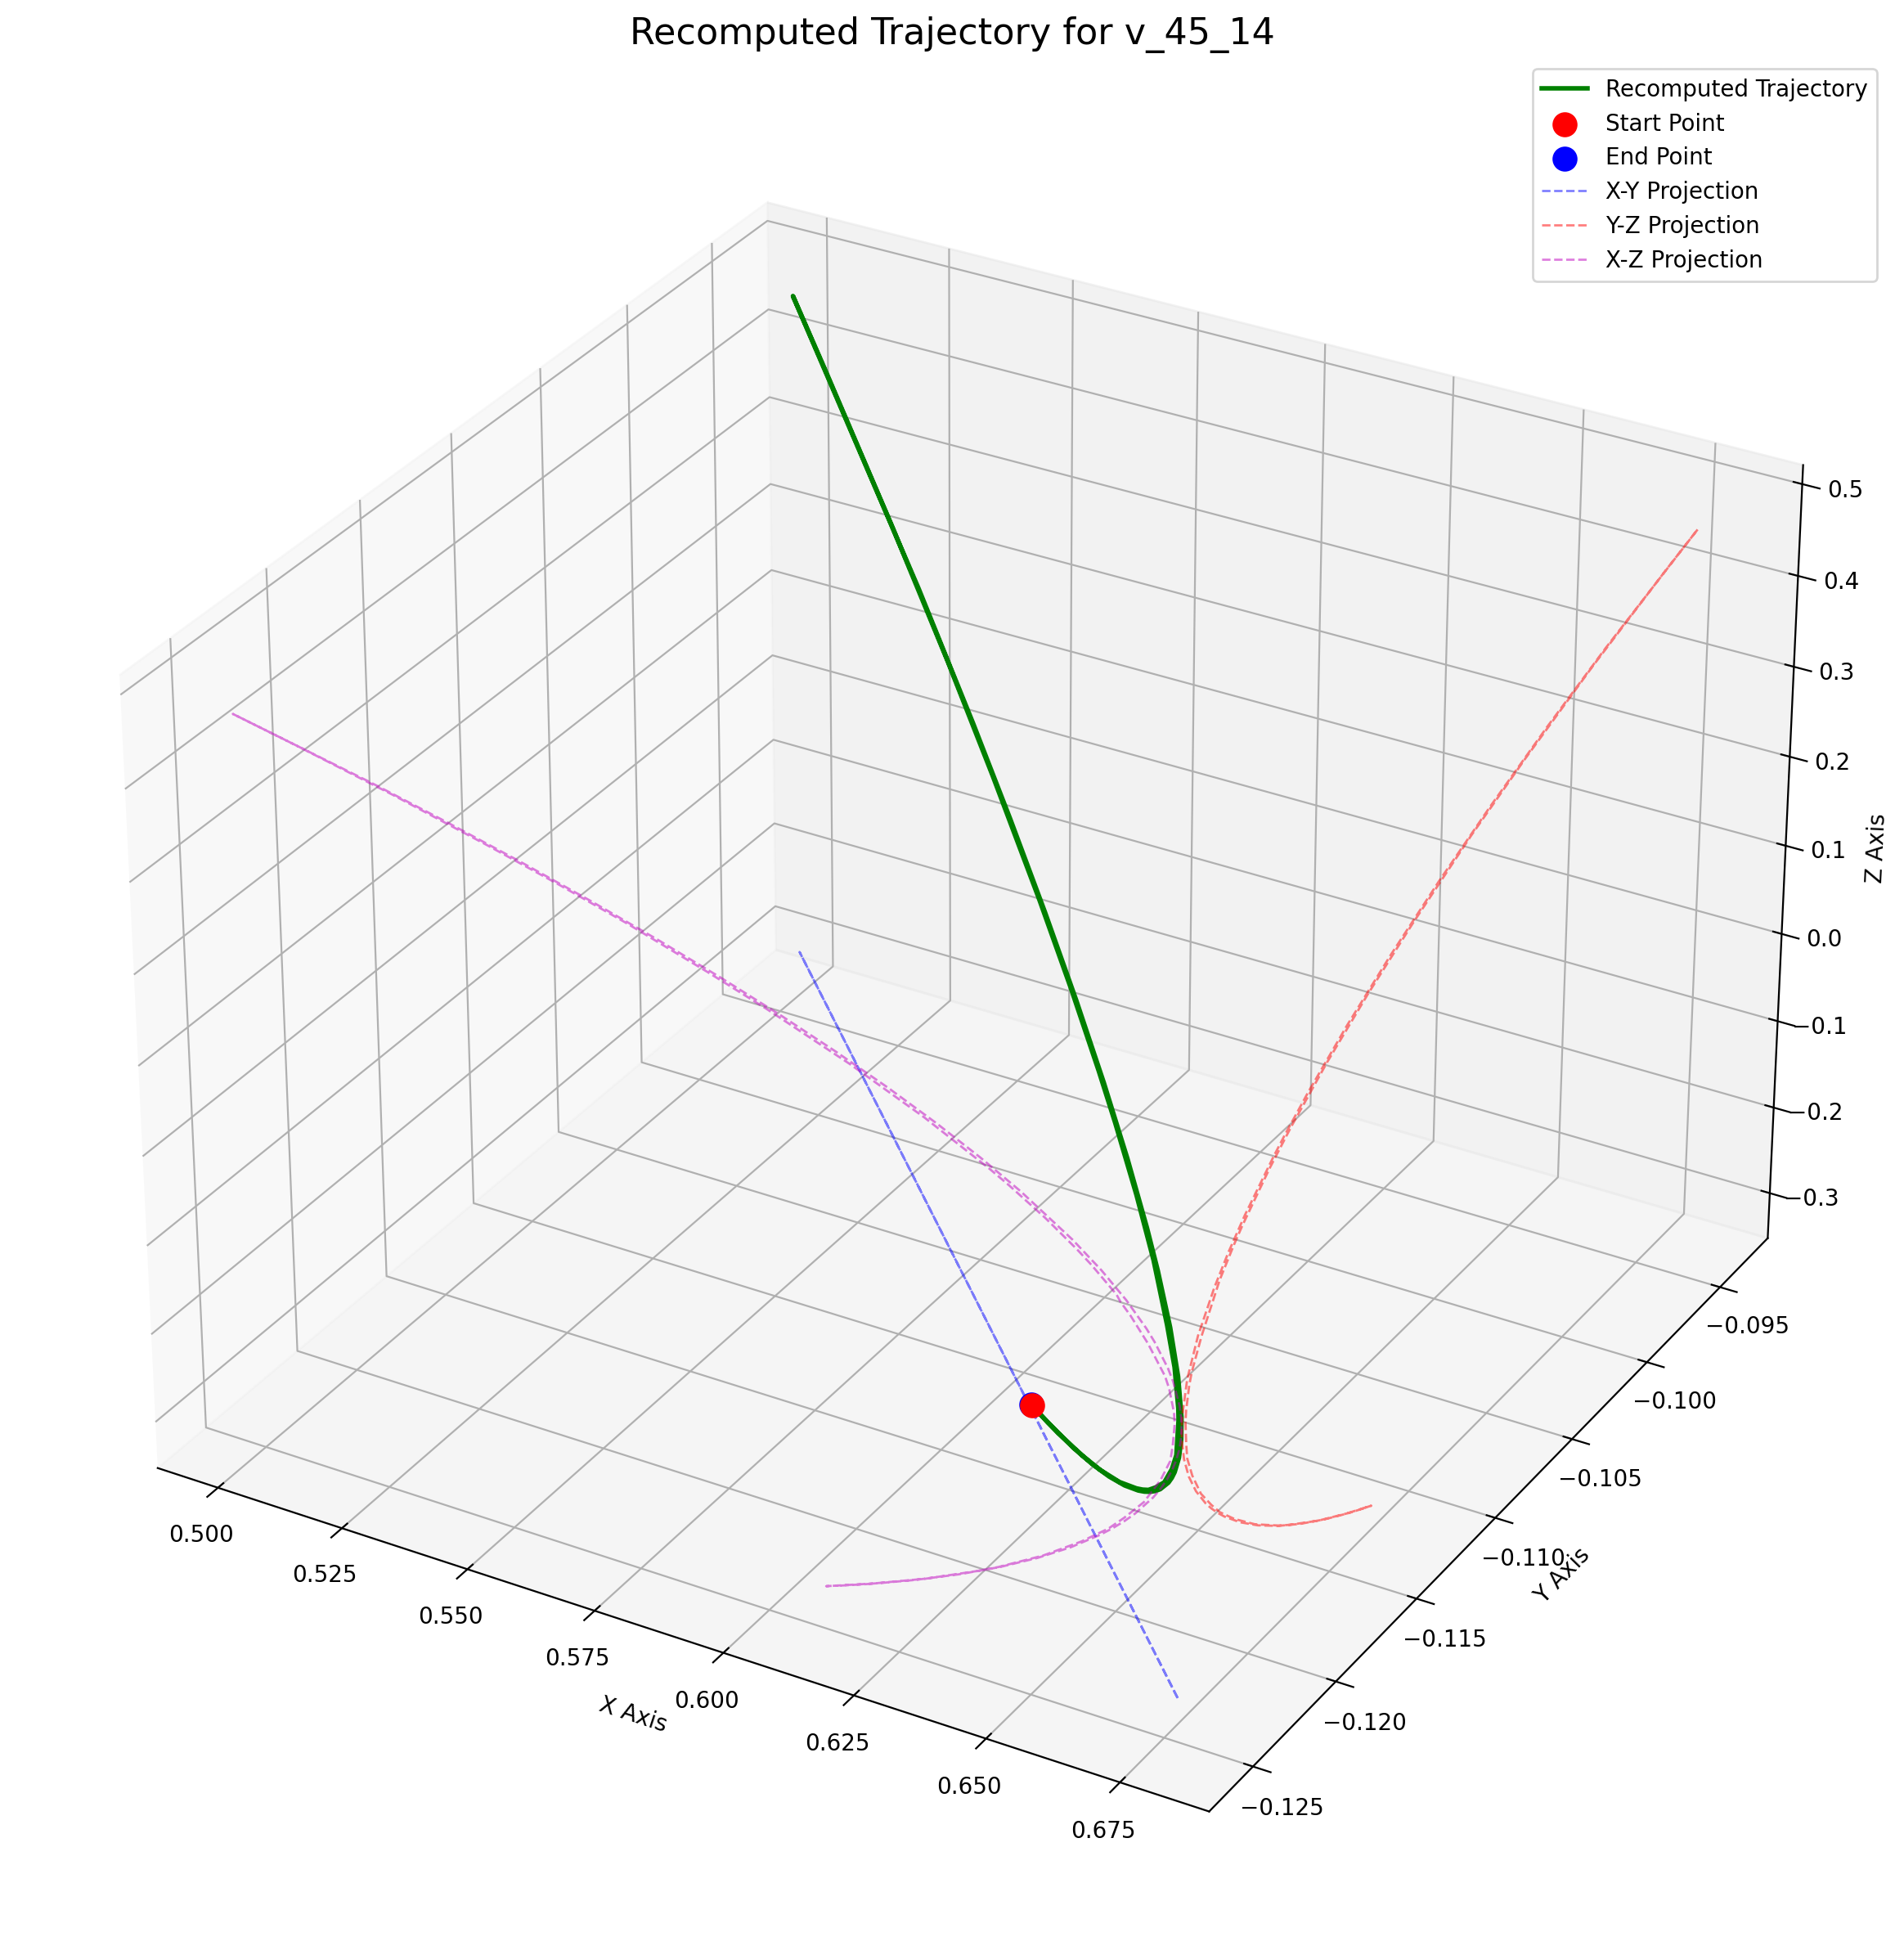 Recomputed Trajectory for v_45_14
Recomputed Trajectory
Start Point
End Point
X-Y Projection
Y-Z Projection
X-Z Projection
0.5
0.4
0.3
0.2
0.1
0.0
−0.1
−0.2
−0.3
Z Axis
−0.095
−0.100
−0.105
−0.110
−0.115
−0.120
−0.125
Y Axis
0.500
0.525
0.550
0.575
0.600
0.625
0.650
0.675
X Axis